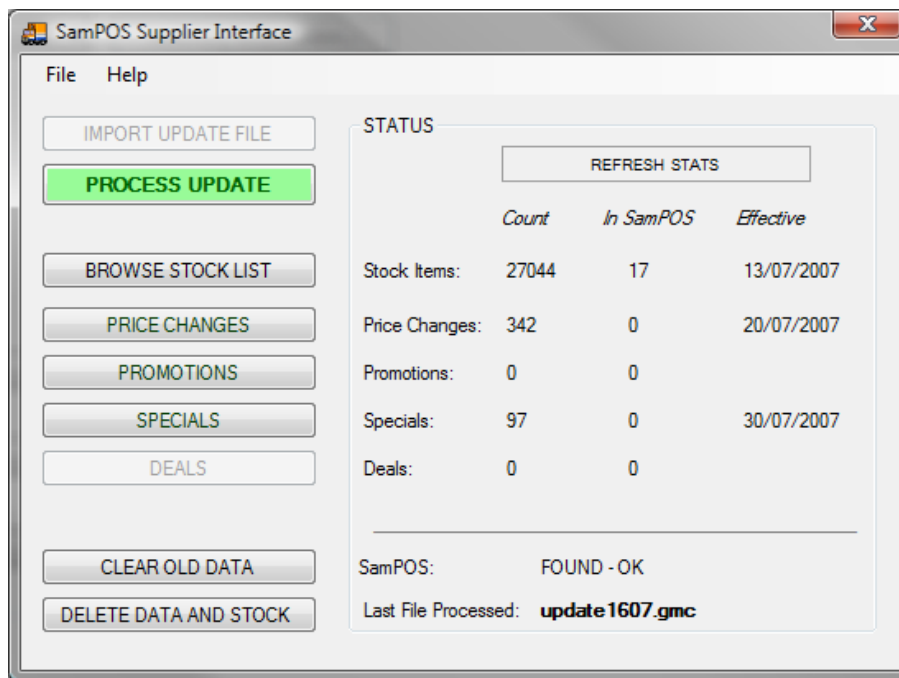 SamPOS Supplier Interface
File Help
IMPORT UPDATE FILE
PROCESS UPDATE
BROWSE STOCK LIST
PRICE CHANGES
PROMOTIONS
SPECIALS
DEALS
CLEAR OLD DATA
DELETE DATA AND STOCK
STATUS
REFRESH STATS
Count In SamPOS Effective
Stock Items: 27044 17 13/07/2007
Price Changes: 342 0 20/07/2007
Promotions: 0 0
Specials: 97 0 30/07/2007
Deals: 0 0
SamPOS: FOUND - OK
Last File Processed: update1607.gmc